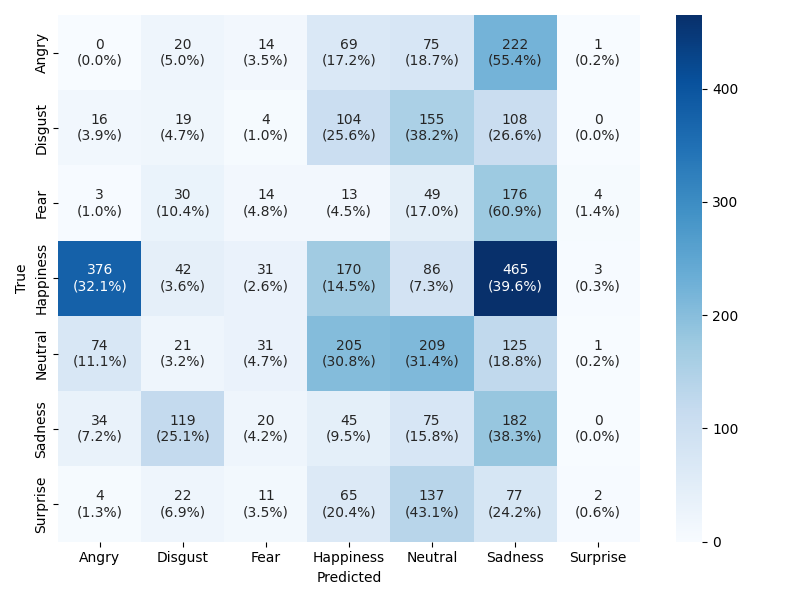 Angry 0 20 14 69 75 222 1
(0.0%) (5.0%) (3.5%) (17.2%) (18.7%) (55.4%) (0.2%)
Disgust 16 19 4 104 155 108 0
(3.9%) (4.7%) (1.0%) (25.6%) (38.2%) (26.6%) (0.0%)
Fear 3 30 14 13 49 176 4
(1.0%) (10.4%) (4.8%) (4.5%) (17.0%) (60.9%) (1.4%)
True
Happiness 376 42 31 170 86 465 3
(32.1%) (3.6%) (2.6%) (14.5%) (7.3%) (39.6%) (0.3%)
Neutral 74 21 31 205 209 125 1
(11.1%) (3.2%) (4.7%) (30.8%) (31.4%) (18.8%) (0.2%)
Sadness 34 119 20 45 75 182 0
(7.2%) (25.1%) (4.2%) (9.5%) (15.8%) (38.3%) (0.0%)
Surprise 4 22 11 65 137 77 2
(1.3%) (6.9%) (3.5%) (20.4%) (43.1%) (24.2%) (0.6%)
Angry Disgust Fear Happiness Neutral Sadness Surprise
Predicted
400
300
200
100
0